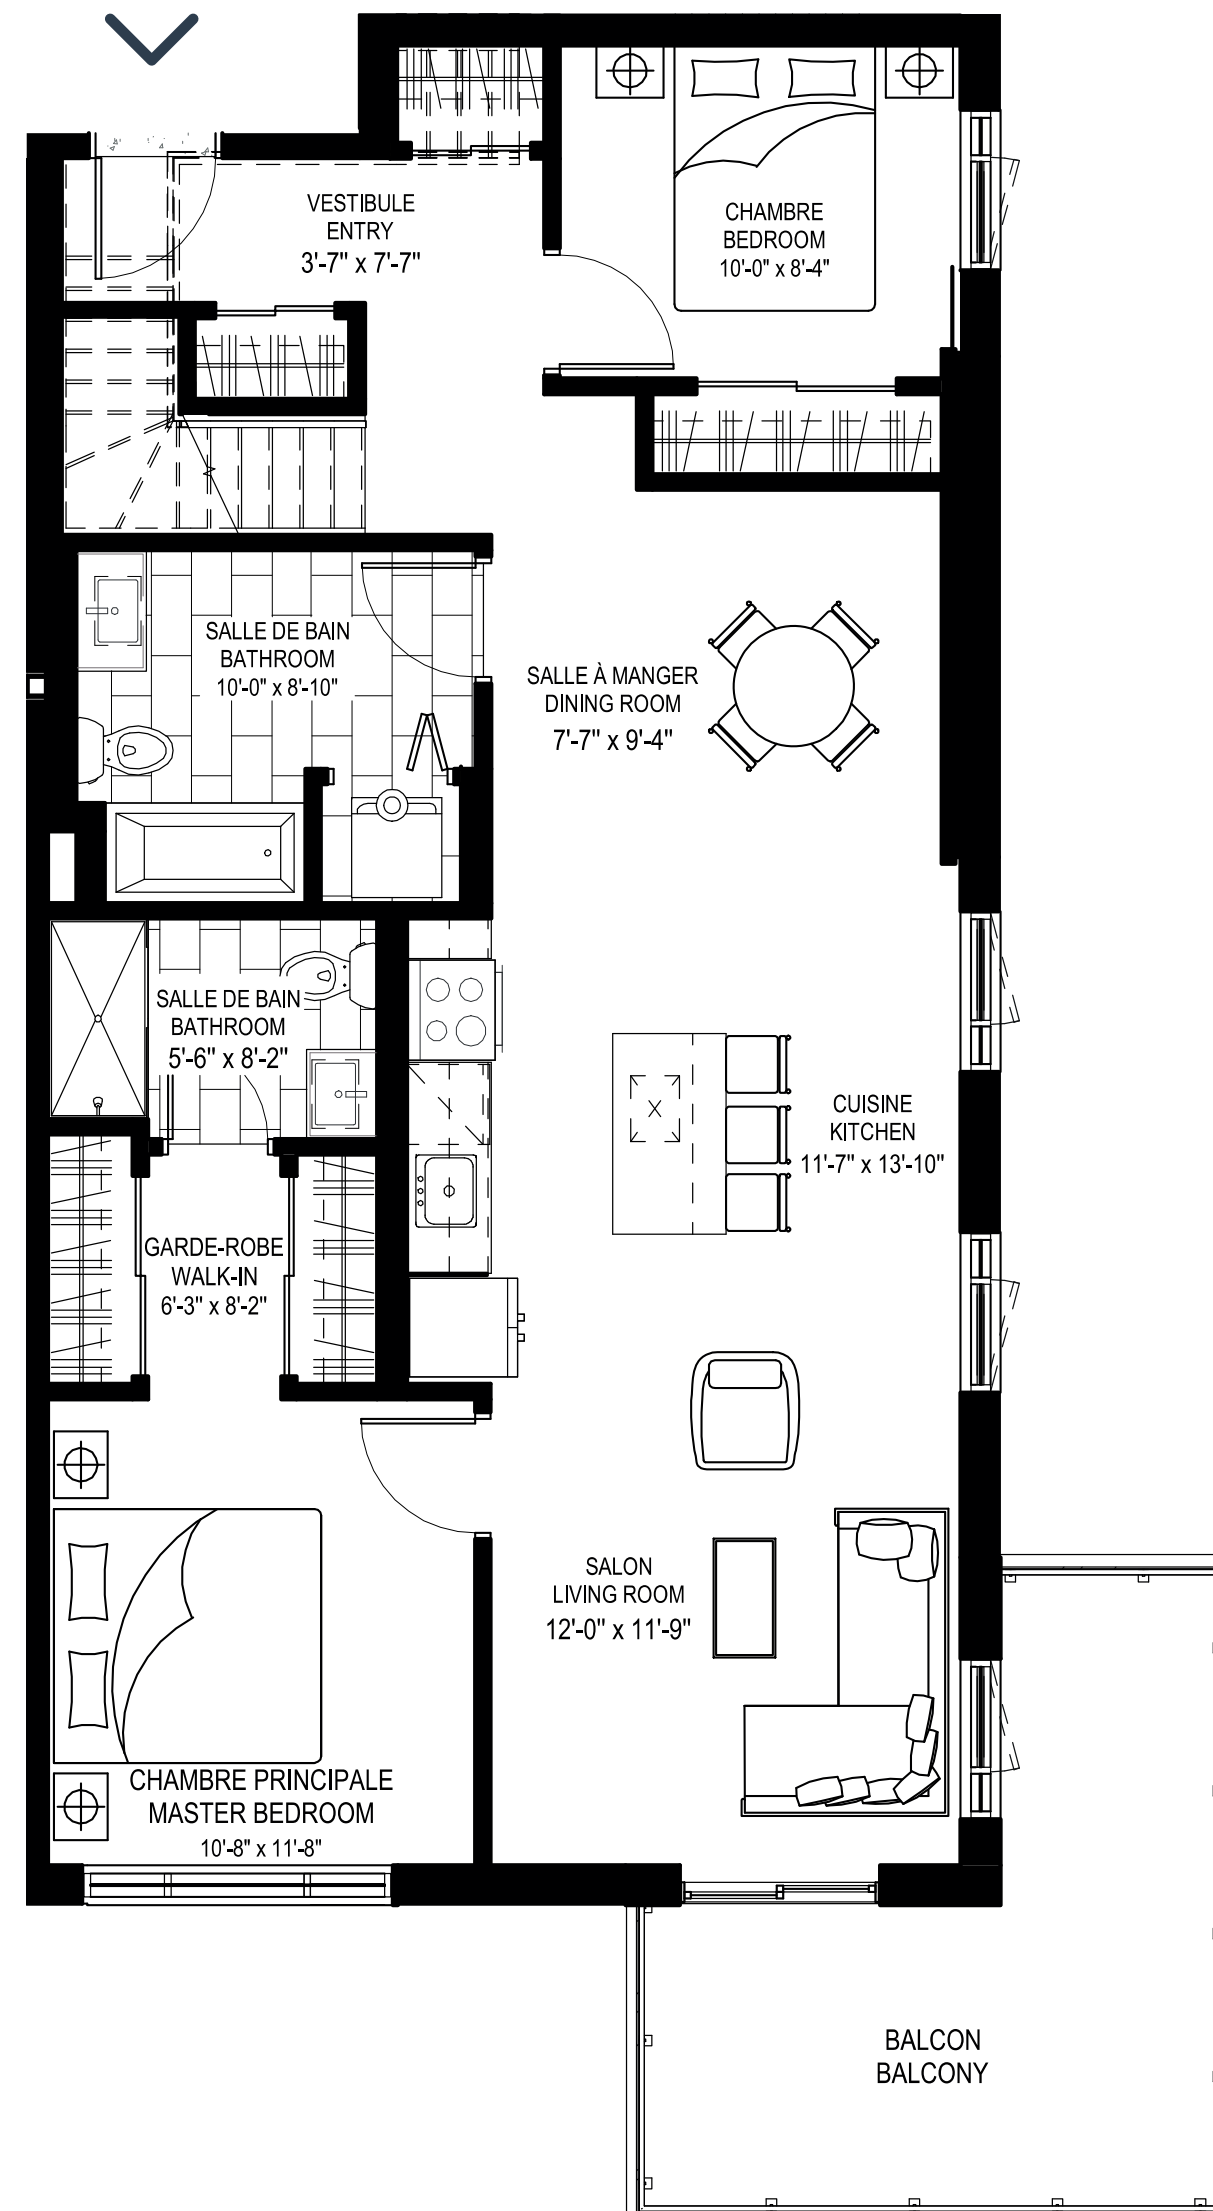 VESTIBULE
ENTRY
3'-7" x 7'-7"
CHAMBRE
BEDROOM
10'-0" x 8'-4"
SALLE DE BAIN
BATHROOM
10'-0" x 8'-10"
SALLE À MANGER
DINING ROOM
7'-7" x 9'-4"
SALLE DE BAIN
BATHROOM
5'-6" x 8'-2"
CUISINE
KITCHEN
11'-7" x 13'-10"
GARDE-ROBE
WALK-IN
6'-3" x 8'-2"
SALON
LIVING ROOM
12'-0" x 11'-9"
CHAMBRE PRINCIPALE
MASTER BEDROOM
10'-8" x 11'-8"
BALCON
BALCONY